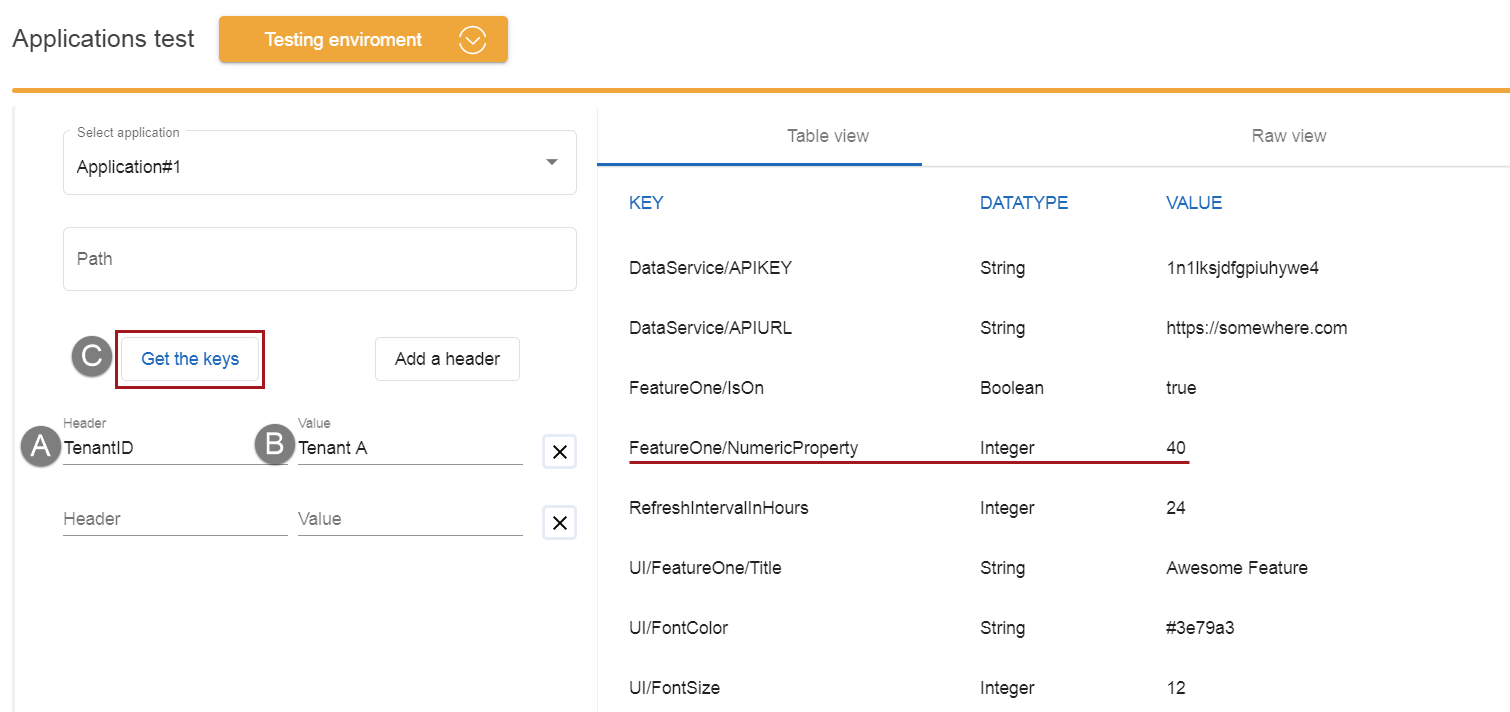 Applications test
Testing enviroment
Select application
Application#1
Path
C
Get the keys
Add a header
Header
Value
A
TenantID
B
Tenant A
Header
Value
Table view
Raw view
KEY DATATYPE VALUE
DataService/APIKEY String 1n1lksjdfgpiuhywe4
DataService/APIURL String https://somewhere.com
FeatureOne/IsOn Boolean true
FeatureOne/NumericProperty Integer 40
RefreshIntervalInHours Integer 24
UI/FeatureOne/Title String Awesome Feature
UI/FontColor String #3e79a3
UI/FontSize Integer 12